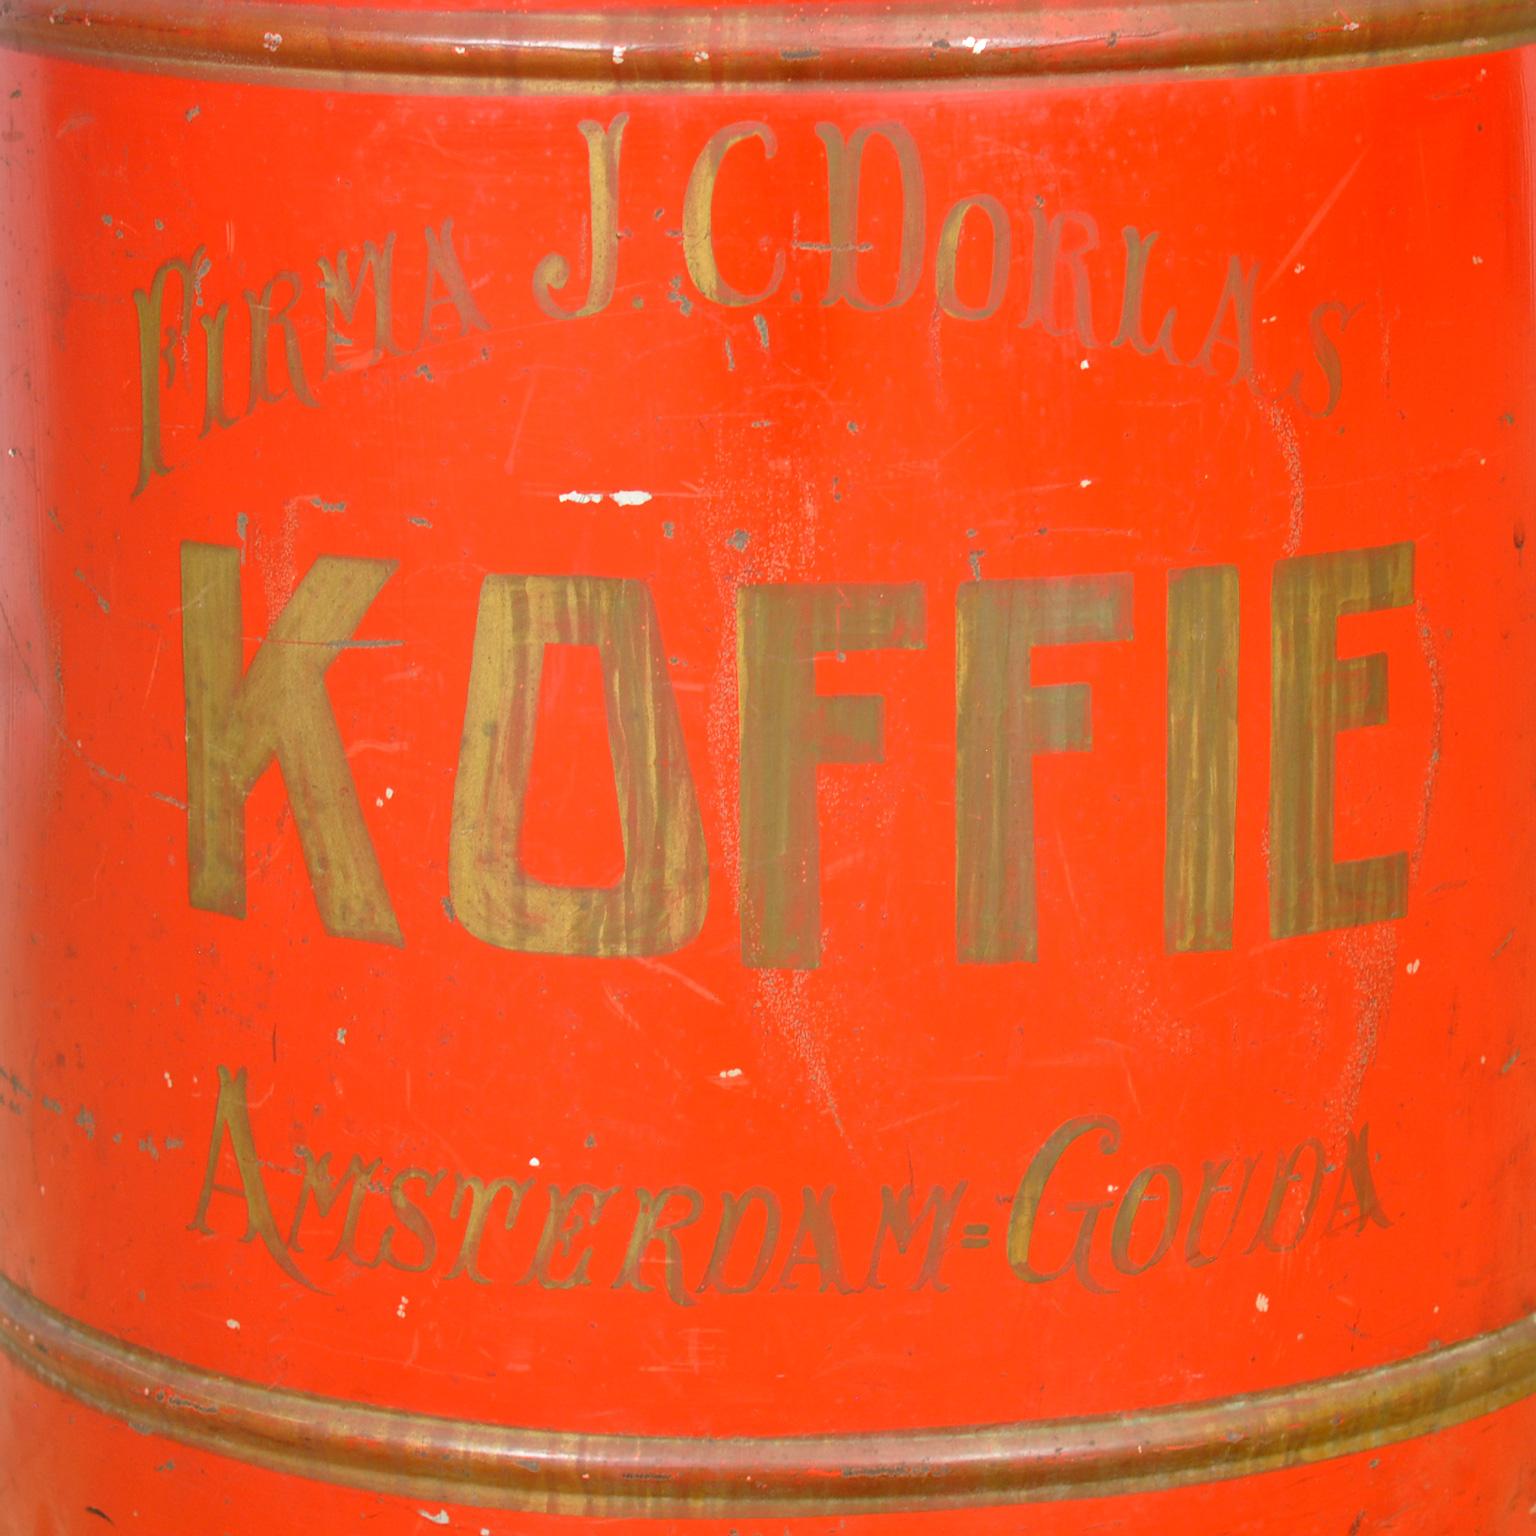 FIRMA J.C. DORLAS
KOFFIE
AMSTERDAM=GOUDA